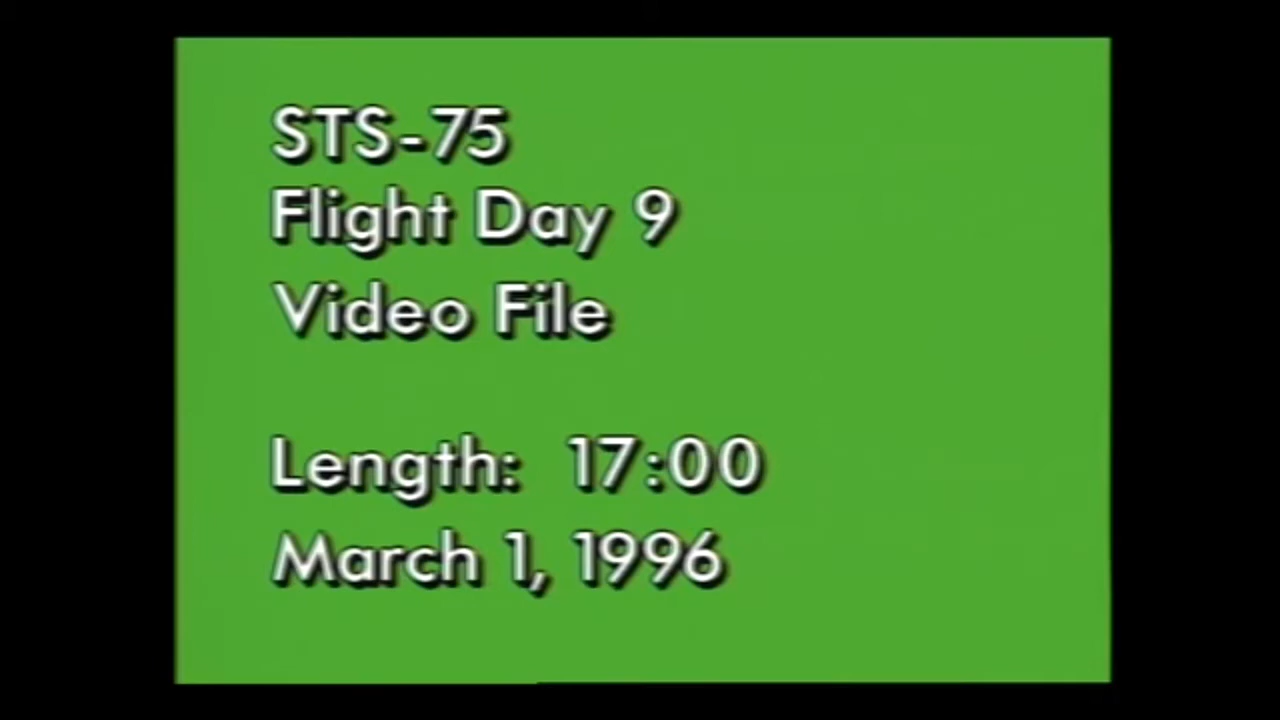 STS-75
Flight Day 9
Video File
Length: 17:00
March 1, 1996